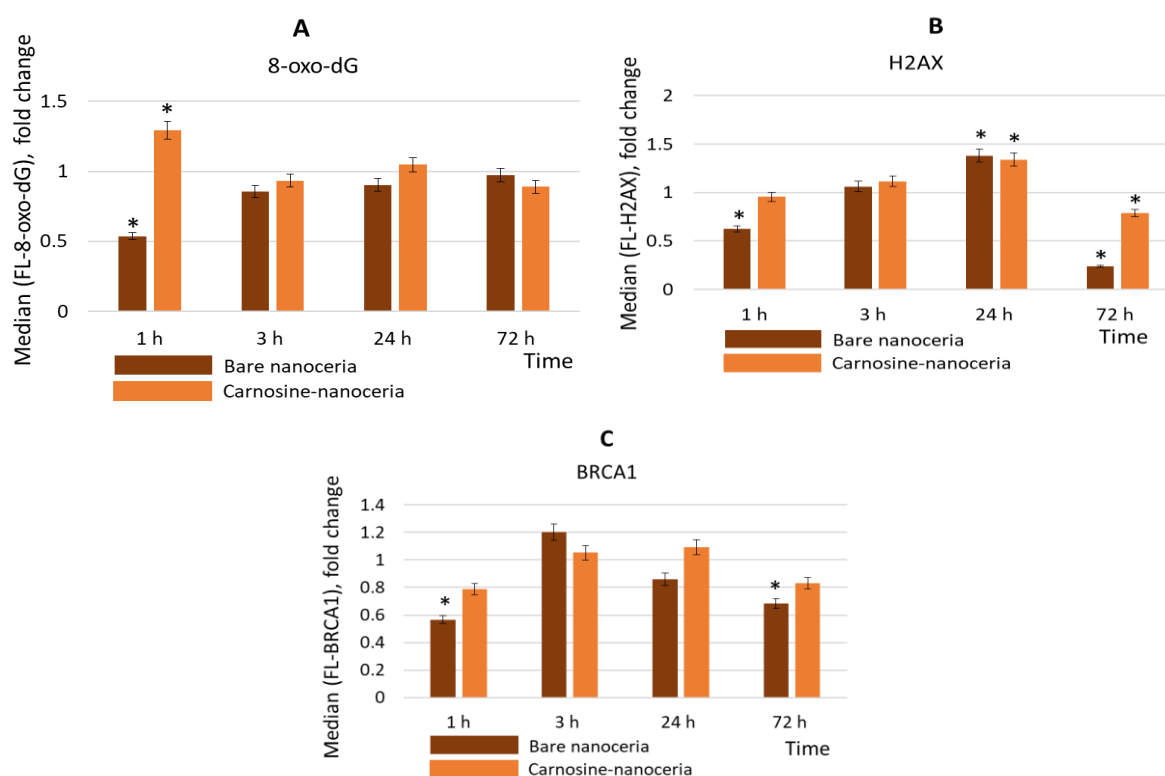 A
8-oxo-dG
Median (FL-8-oxo-dG), fold change
1.5
1
0.5
0
*
*
1 h 3 h 24 h 72 h
Time
Bare nanoceria
Carnosine-nanoceria
B
H2AX
Median (FL-H2AX), fold change
2
1.5
1
0.5
0
*
* *
*
*
1 h 3 h 24 h 72 h
Time
Bare nanoceria
Carnosine-nanoceria
C
BRCA1
Median (FL-BRCA1), fold change
1.4
1.2
1
0.8
0.6
0.4
0.2
0
*
*
1 h 3 h 24 h 72 h
Time
Bare nanoceria
Carnosine-nanoceria